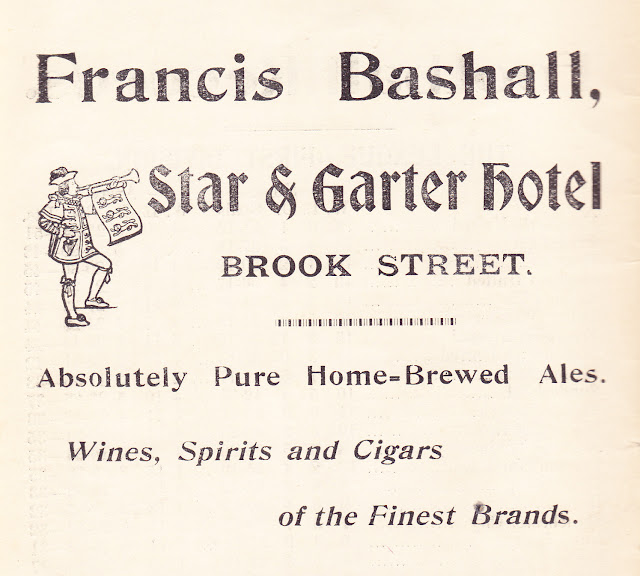 Francis Bashall,
Star & Garter Hotel
BROOK STREET.
Absolutely Pure Home-Brewed Ales.
Wines, Spirits and Cigars
of the Finest Brands.